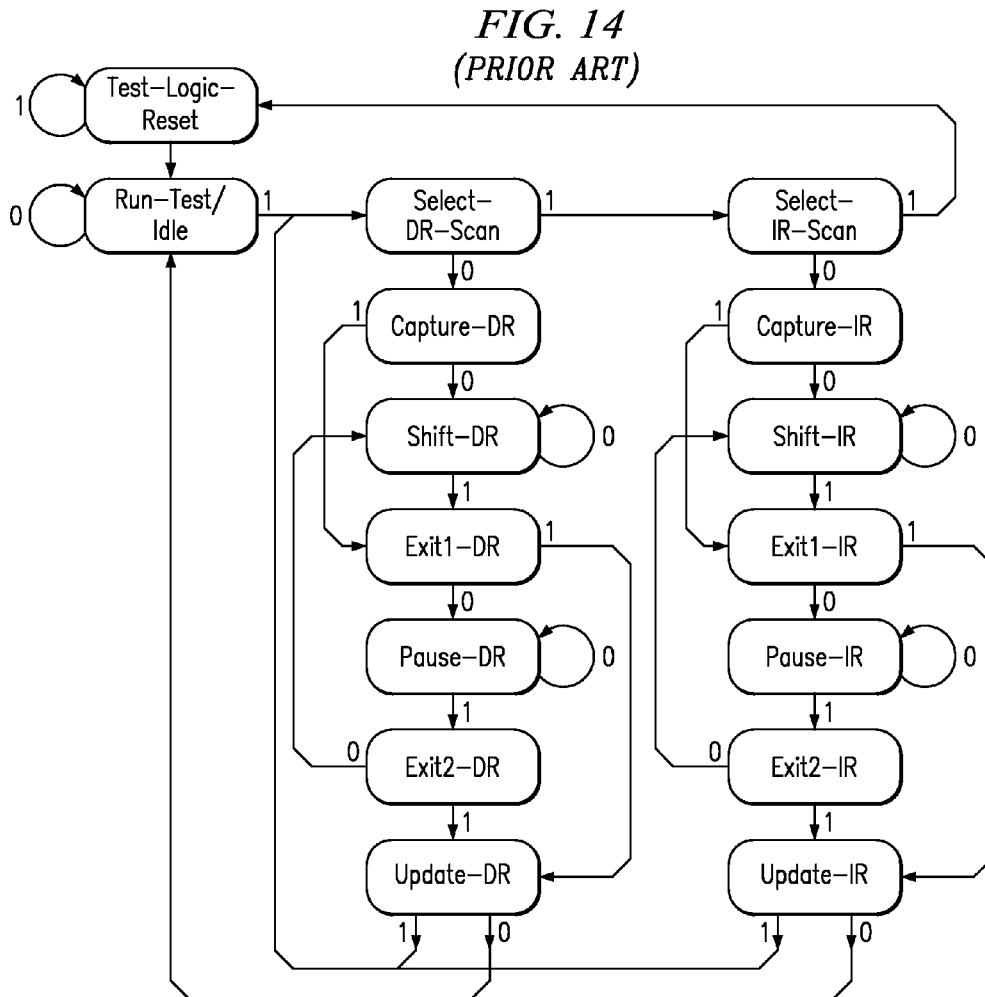 FIG. 14
(PRIOR ART)
Test-Logic-
Reset
1
Run-Test/
Idle
0
1
Select-
DR-Scan
1
Select-
IR-Scan
1
0
0
1
Capture-DR
1
Capture-IR
0
0
Shift-DR
0
Shift-IR
0
1
1
Exit1-DR
1
Exit1-IR
1
0
0
Pause-DR
0
Pause-IR
0
1
1
0
Exit2-DR
0
Exit2-IR
1
1
Update-DR
Update-IR
1
0
1
0